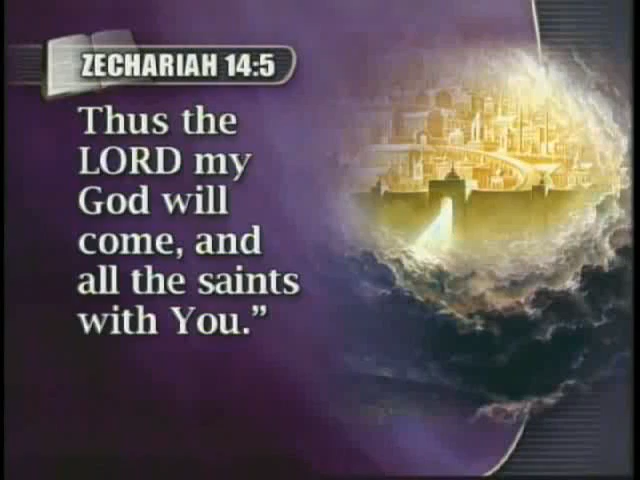 ZECHARIAH 14:5
Thus the
LORD my
God will
come, and
all the saints
with You.”